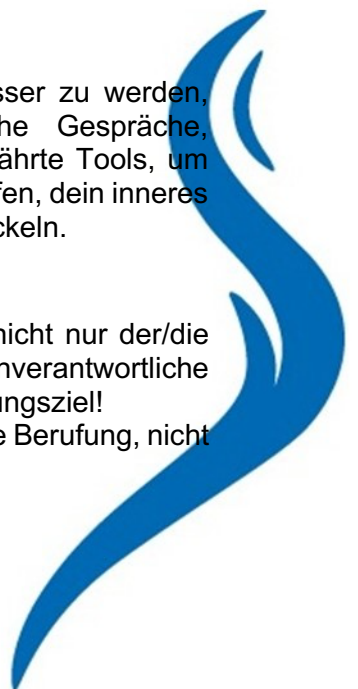 sser zu werden,
he Gespräche,
ährte Tools, um
fen, dein inneres
ckeln.
nicht nur der/die
nverantwortliche
ungsziel!
e Berufung, nicht